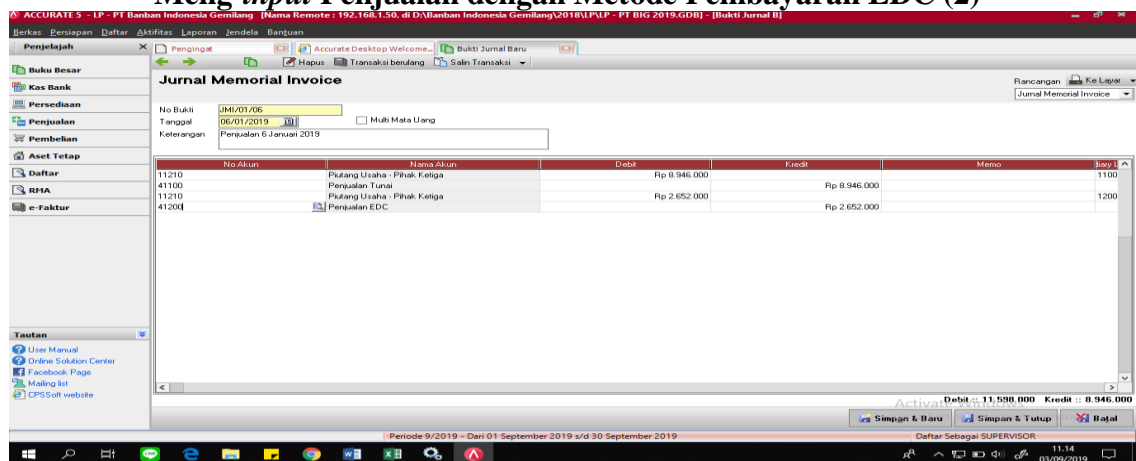 Meng input Penjualan dengan Metode Pembayaran EDC (2)
ACCURATE 5 - LP - PT Banban Indonesia Gemilang [Nama Remote : 192.168.1.50, di D:\Banban Indonesia Gemilang\2018\LP\LP - PT BIG 2019.GDB] - [Bukti Jurnal B]
Berkas Persiapan Daftar Aktifitas Laporan Jendela Bantuan
Penjelajah
Pengingat
Accurate Desktop Welcome...
Bukti Jurnal Baru
Hapus
Transaksi berulang
Salin Transaksi
Buku Besar
Kas Bank
Persediaan
Penjualan
Pembelian
Aset Tetap
Daftar
RMA
e-Faktur
Jurnal Memorial Invoice
Rancangan
Ke Layar
Jurnal Memorial Invoice
No Bukti JMI/01/06
Tanggal 06/01/2019 15 Multi Mata Uang
Keterangan Penjualan 6 Januari 2019
No Akun Nama Akun Debit Kredit Memo
11210 Piutang Usaha - Pihak Ketiga Rp 8.946.000 1100
41100 Penjualan Tunai Rp 8.946.000
11210 Piutang Usaha - Pihak Ketiga Rp 2.652.000 1200
41200 Penjualan EDC Rp 2.652.000
Tautan
User Manual
Online Solution Center
Facebook Page
Mailing list
CPSSoft website
Activate Windows
Debit :: 11.598.000 Kredit :: 8.946.000
Simpan & Baru Simpan & Tutup Batal
Periode 9/2019 - Dari 01 September 2019 s/d 30 September 2019
Daftar Sebagai SUPERVISOR
11.14
03/09/2019